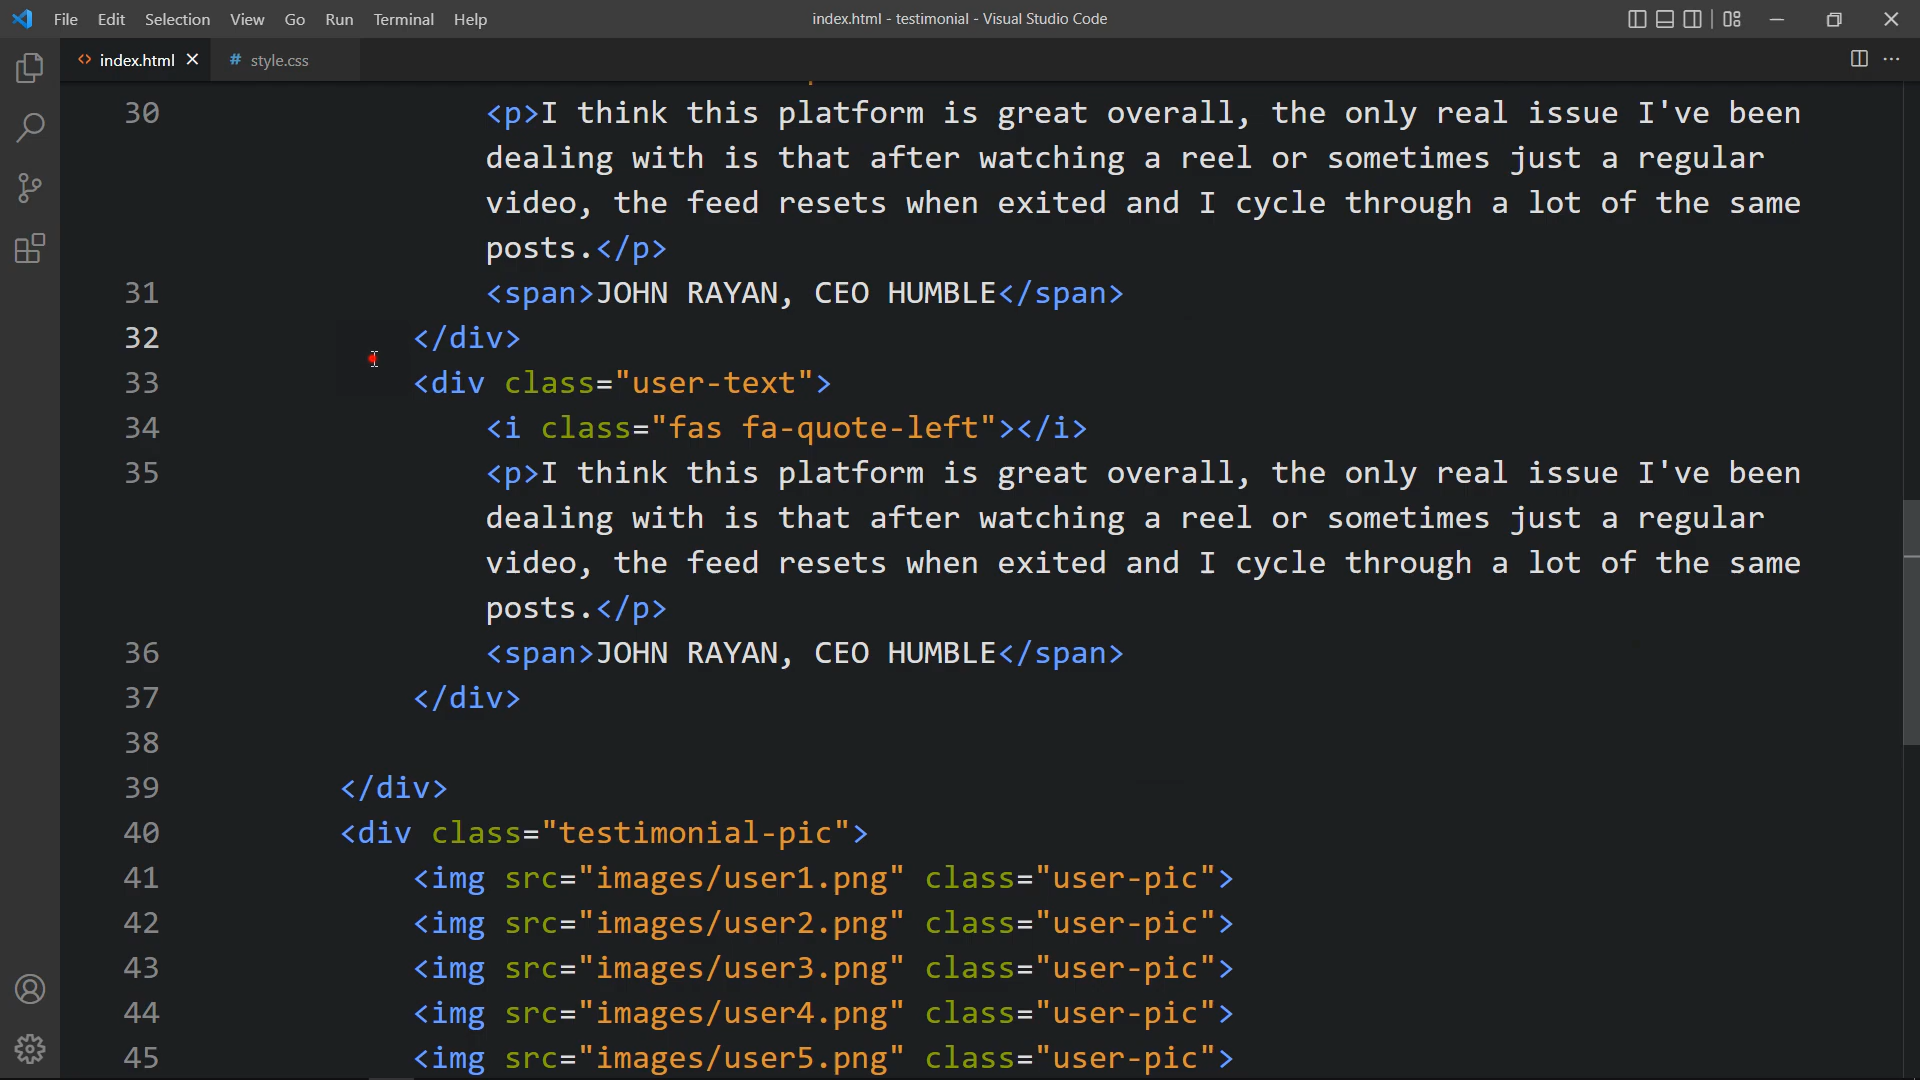 File Edit Selection View Go Run Terminal Help index.html - testimonial - Visual Studio Code
<> index.html × # style.css
30 <p>I think this platform is great overall, the only real issue I've been
dealing with is that after watching a reel or sometimes just a regular
video, the feed resets when exited and I cycle through a lot of the same
posts.</p>
31 <span>JOHN RAYAN, CEO HUMBLE</span>
32 </div>
33 <div class="user-text">
34 <i class="fas fa-quote-left"></i>
35 <p>I think this platform is great overall, the only real issue I've been
dealing with is that after watching a reel or sometimes just a regular
video, the feed resets when exited and I cycle through a lot of the same
posts.</p>
36 <span>JOHN RAYAN, CEO HUMBLE</span>
37 </div>
38
39 </div>
40 <div class="testimonial-pic">
41 <img src="images/user1.png" class="user-pic">
42 <img src="images/user2.png" class="user-pic">
43 <img src="images/user3.png" class="user-pic">
44 <img src="images/user4.png" class="user-pic">
45 <img src="images/user5.png" class="user-pic">